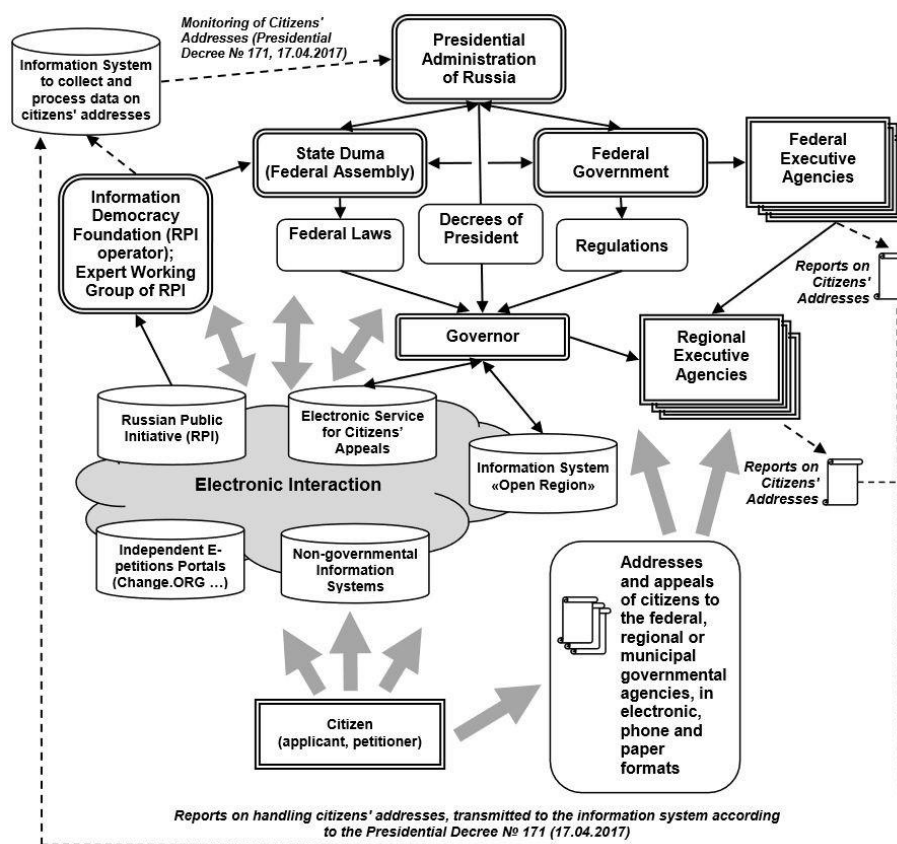 Monitoring of Citizens'
Addresses (Presidential
Decree № 171, 17.04.2017)
Information System
to collect and
process data on
citizens' addresses
Presidential
Administration
of Russia
State Duma
(Federal Assembly)
Federal
Government
Federal
Executive
Agencies
Information
Democracy
Foundation (RPI
operator);
Expert Working
Group of RPI
Federal Laws
Decrees of
President
Regulations
Reports on
Citizens'
Addresses
Governor
Regional
Executive
Agencies
Russian Public
Initiative (RPI)
Electronic Service
for Citizens’
Appeals
Information System
«Open Region»
Reports on
Citizens'
Addresses
Electronic Interaction
Independent E-
petitions Portals
(Change.ORG ...)
Non-governmental
Information
Systems
Addresses
and appeals
of citizens to
the federal,
regional or
municipal
governmental
agencies, in
electronic,
phone and
paper
formats
Citizen
(applicant, petitioner)
Reports on handling citizens' addresses, transmitted to the information system according
to the Presidential Decree № 171 (17.04.2017)